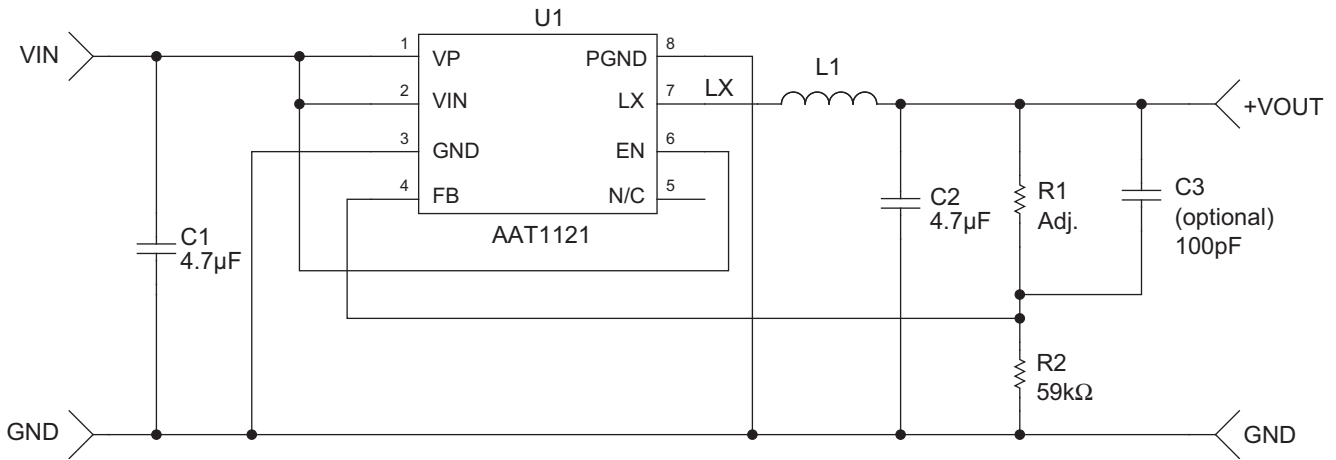 U1
VIN
1
VP
PGND
8
2
VIN
LX
7
LX
L1
+VOUT
3
GND
EN
6
4
FB
N/C
5
AAT1121
C1
4.7µF
C2
4.7µF
R1
Adj.
C3
(optional)
100pF
R2
59kΩ
GND
GND